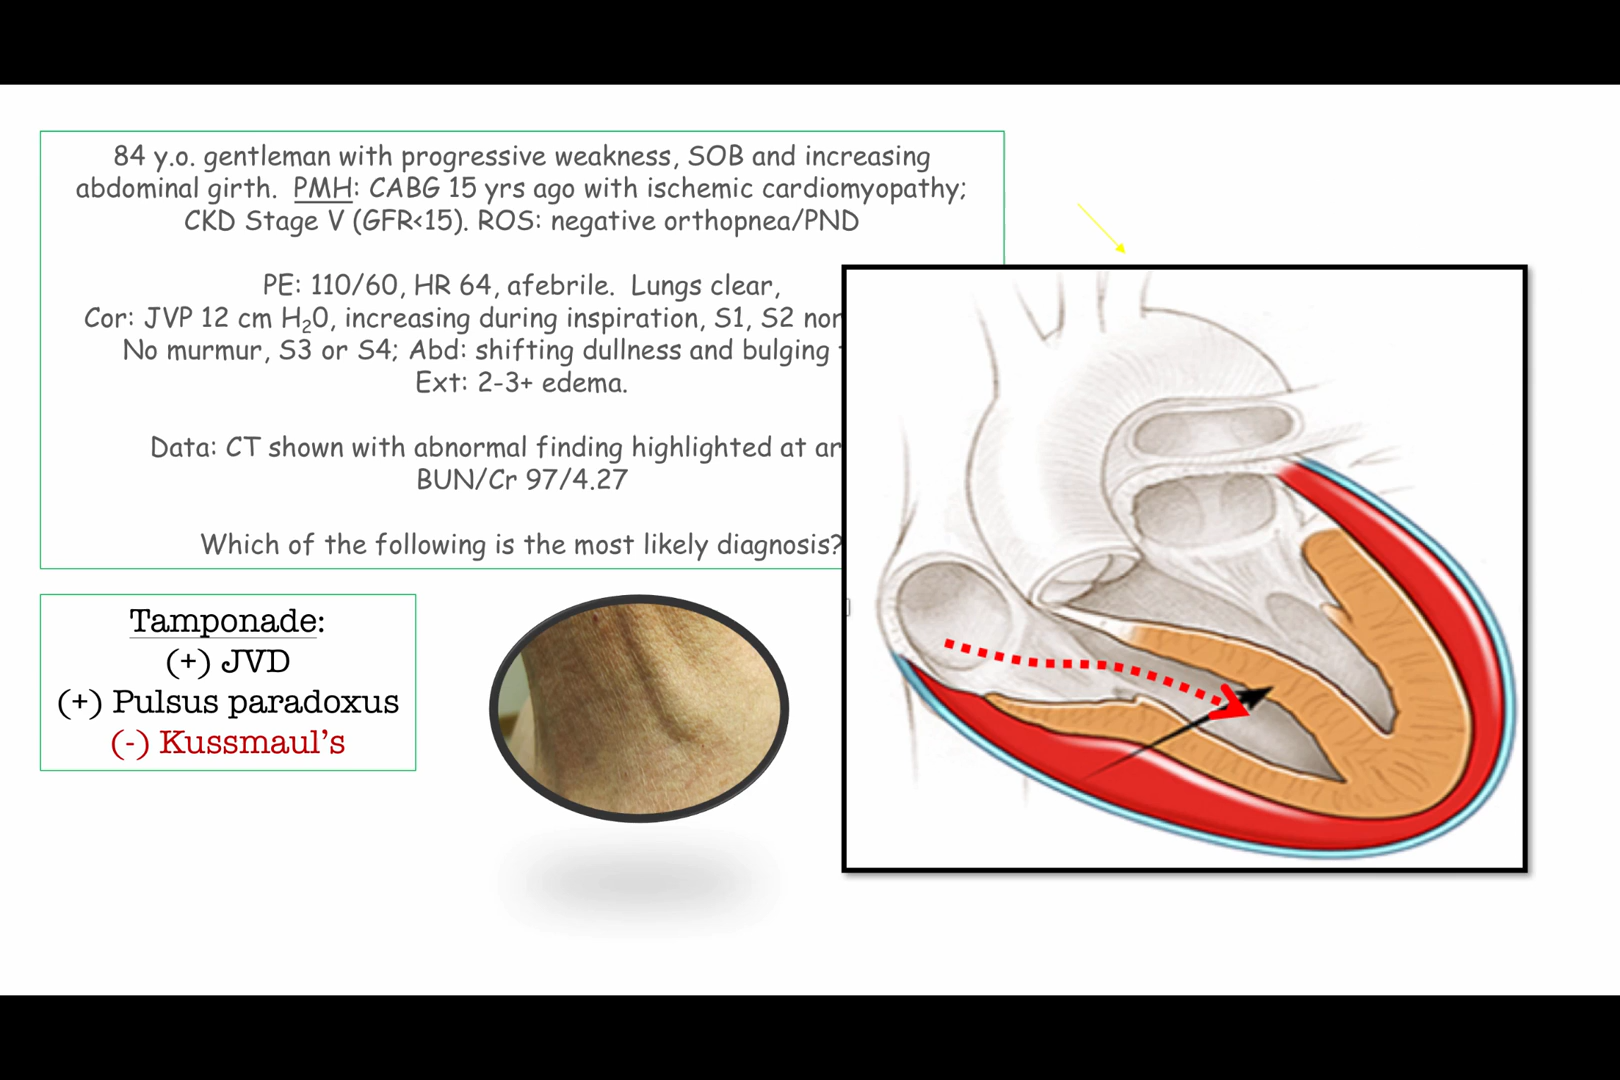 84 y.o. gentleman with progressive weakness, SOB and increasing
abdominal girth. PMH: CABG 15 yrs ago with ischemic cardiomyopathy;
CKD Stage V (GFR<15). ROS: negative orthopnea/PND
PE: 110/60, HR 64, afebrile. Lungs clear,
Cor: JVP 12 cm H₂0, increasing during inspiration, S1, S2
No murmur, S3 or S4; Abd: shifting dullness and bulging
Ext: 2-3+ edema.
Data: CT shown with abnormal finding highlighted at
BUN/Cr 97/4.27
Which of the following is the most likely diagnosis?
Tamponade:
(+) JVD
(+) Pulsus paradoxus
(-) Kussmaul's